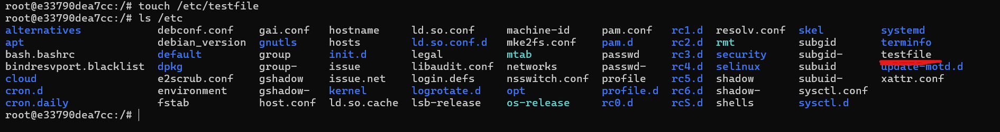 root@e33790dea7cc:/# touch /etc/testfile
root@e33790dea7cc:/# ls /etc
alternatives debconf.conf gai.conf hostname ld.so.conf machine-id pam.conf rc1.d resolv.conf skel systemd
apt debian_version gnutls hosts ld.so.conf.d mke2fs.conf pam.d rc2.d rmt subgid terminfo
bash.bashrc default group init.d legal mtab passwd rc3.d security subgid- testfile
bindresvport.blacklist dpkg group- issue libaudit.conf networks passwd- rc4.d selinux subuid update-motd.d
cloud e2scrub.conf gshadow issue.net login.defs nsswitch.conf profile rc5.d shadow subuid- xattr.conf
cron.d environment gshadow- kernel logrotate.d opt profile.d rc6.d shadow- sysctl.conf
cron.daily fstab host.conf ld.so.cache lsb-release os-release rc0.d rcS.d shells sysctl.d
root@e33790dea7cc:/#